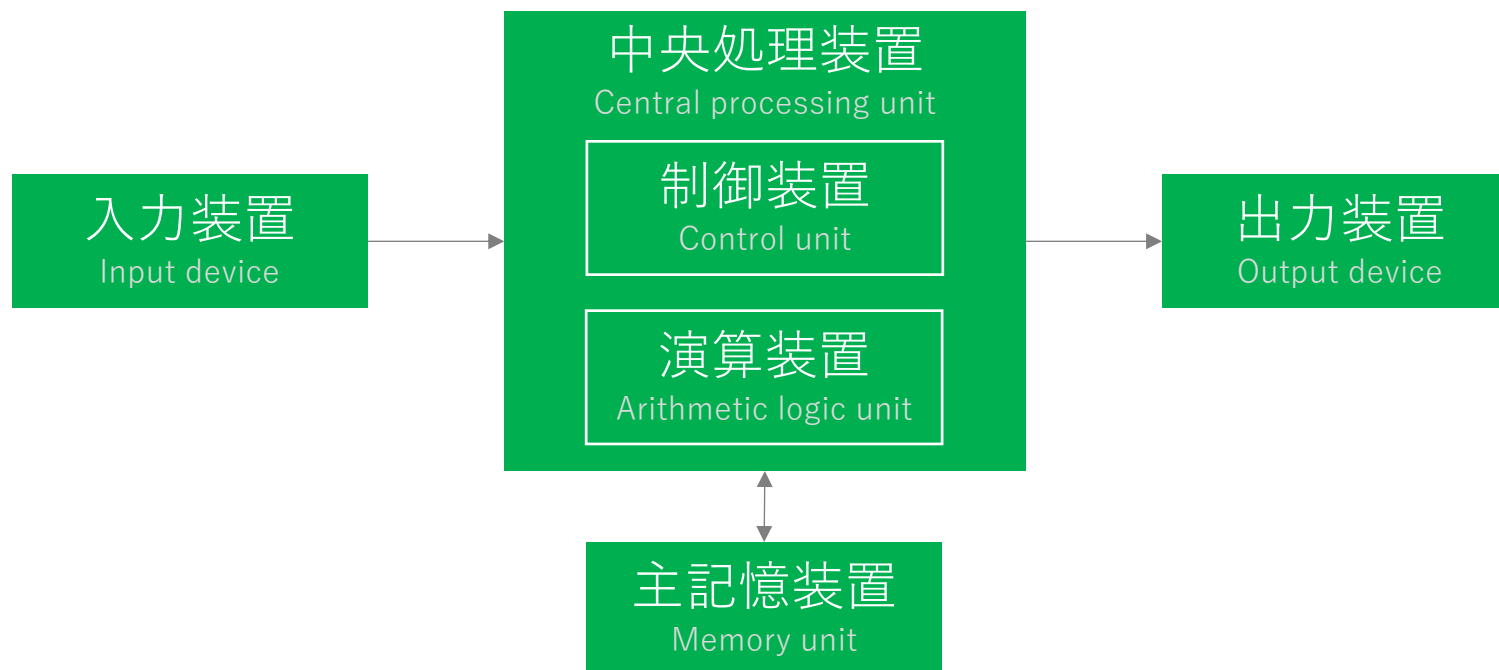 中央処理装置
Central processing unit
制御装置
Control unit
入力装置
Input device
出力装置
Output device
演算装置
Arithmetic logic unit
主記憶装置
Memory unit